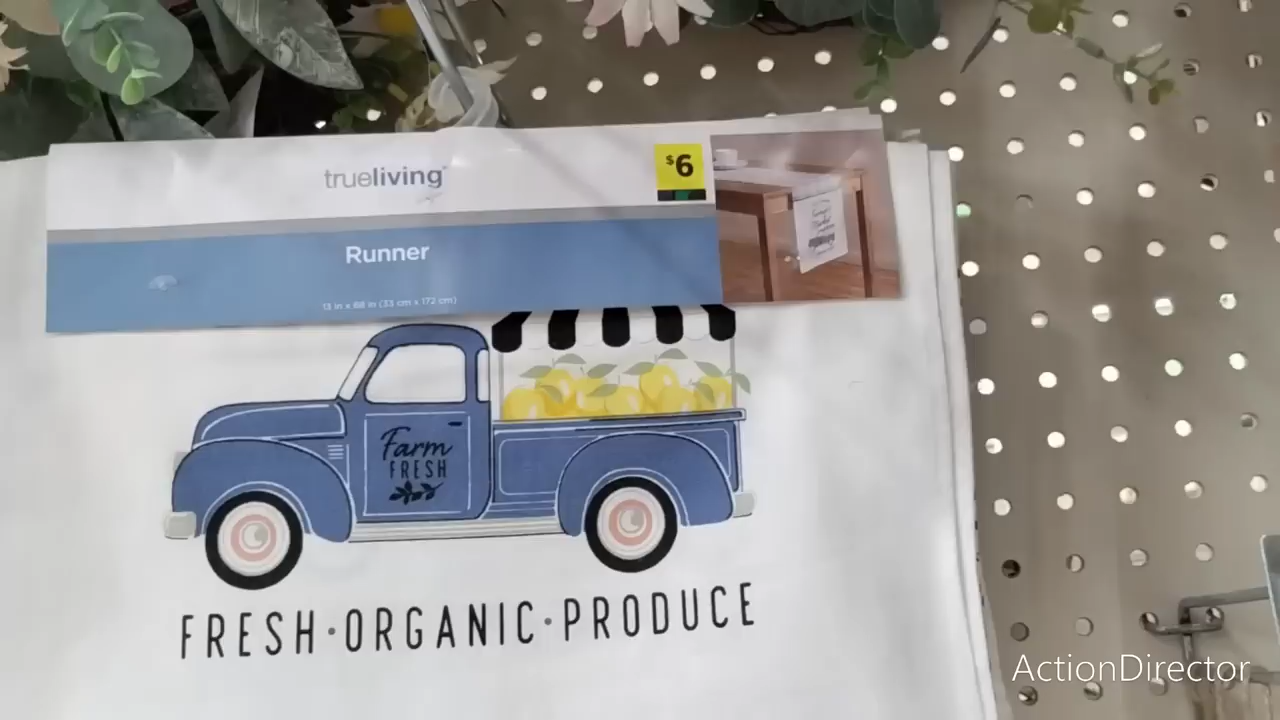 trueliving
$6
Runner
13 in x 68 in (33 cm x 172 cm)
Farm
FRESH
FRESH·ORGANIC·PRODUCE
ActionDirector